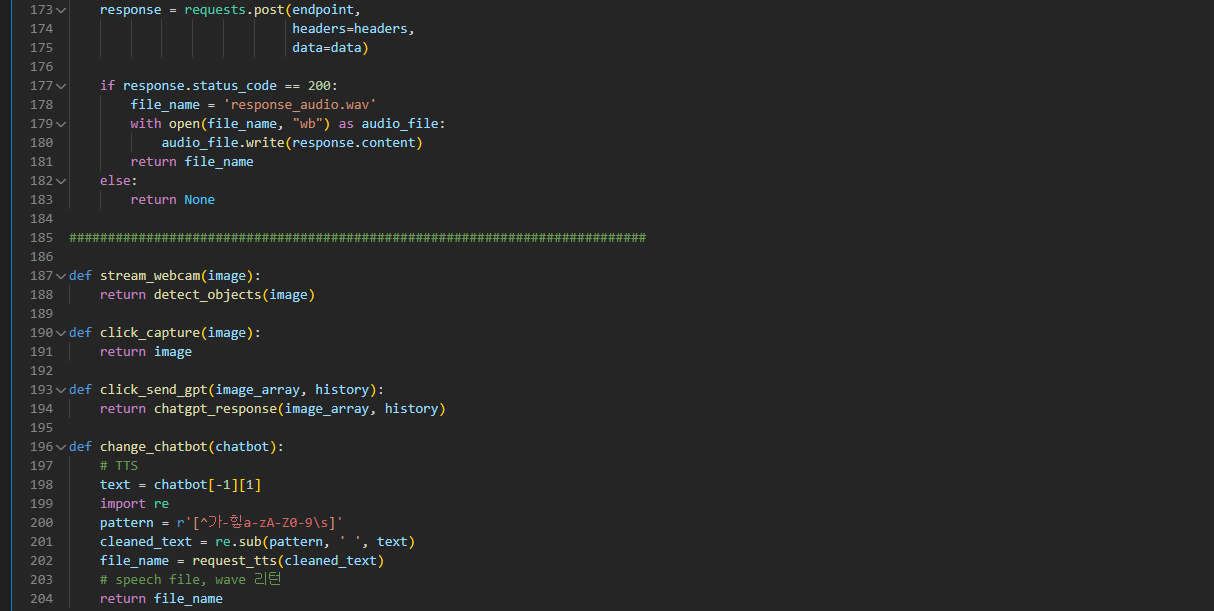 173 response = requests.post(endpoint,
174 headers=headers,
175 data=data)
176
177 if response.status_code == 200:
178 file_name = 'response_audio.wav'
179 with open(file_name, "wb") as audio_file:
180 audio_file.write(response.content)
181 return file_name
182 else:
183 return None
184
185 ###########################################################################
186
187 def stream_webcam(image):
188 return detect_objects(image)
189
190 def click_capture(image):
191 return image
192
193 def click_send_gpt(image_array, history):
194 return chatgpt_response(image_array, history)
195
196 def change_chatbot(chatbot):
197 # TTS
198 text = chatbot[-1][1]
199 import re
200 pattern = r'[^가-힣a-zA-Z0-9\s]'
201 cleaned_text = re.sub(pattern, ' ', text)
202 file_name = request_tts(cleaned_text)
203 # speech file, wave 리턴
204 return file_name